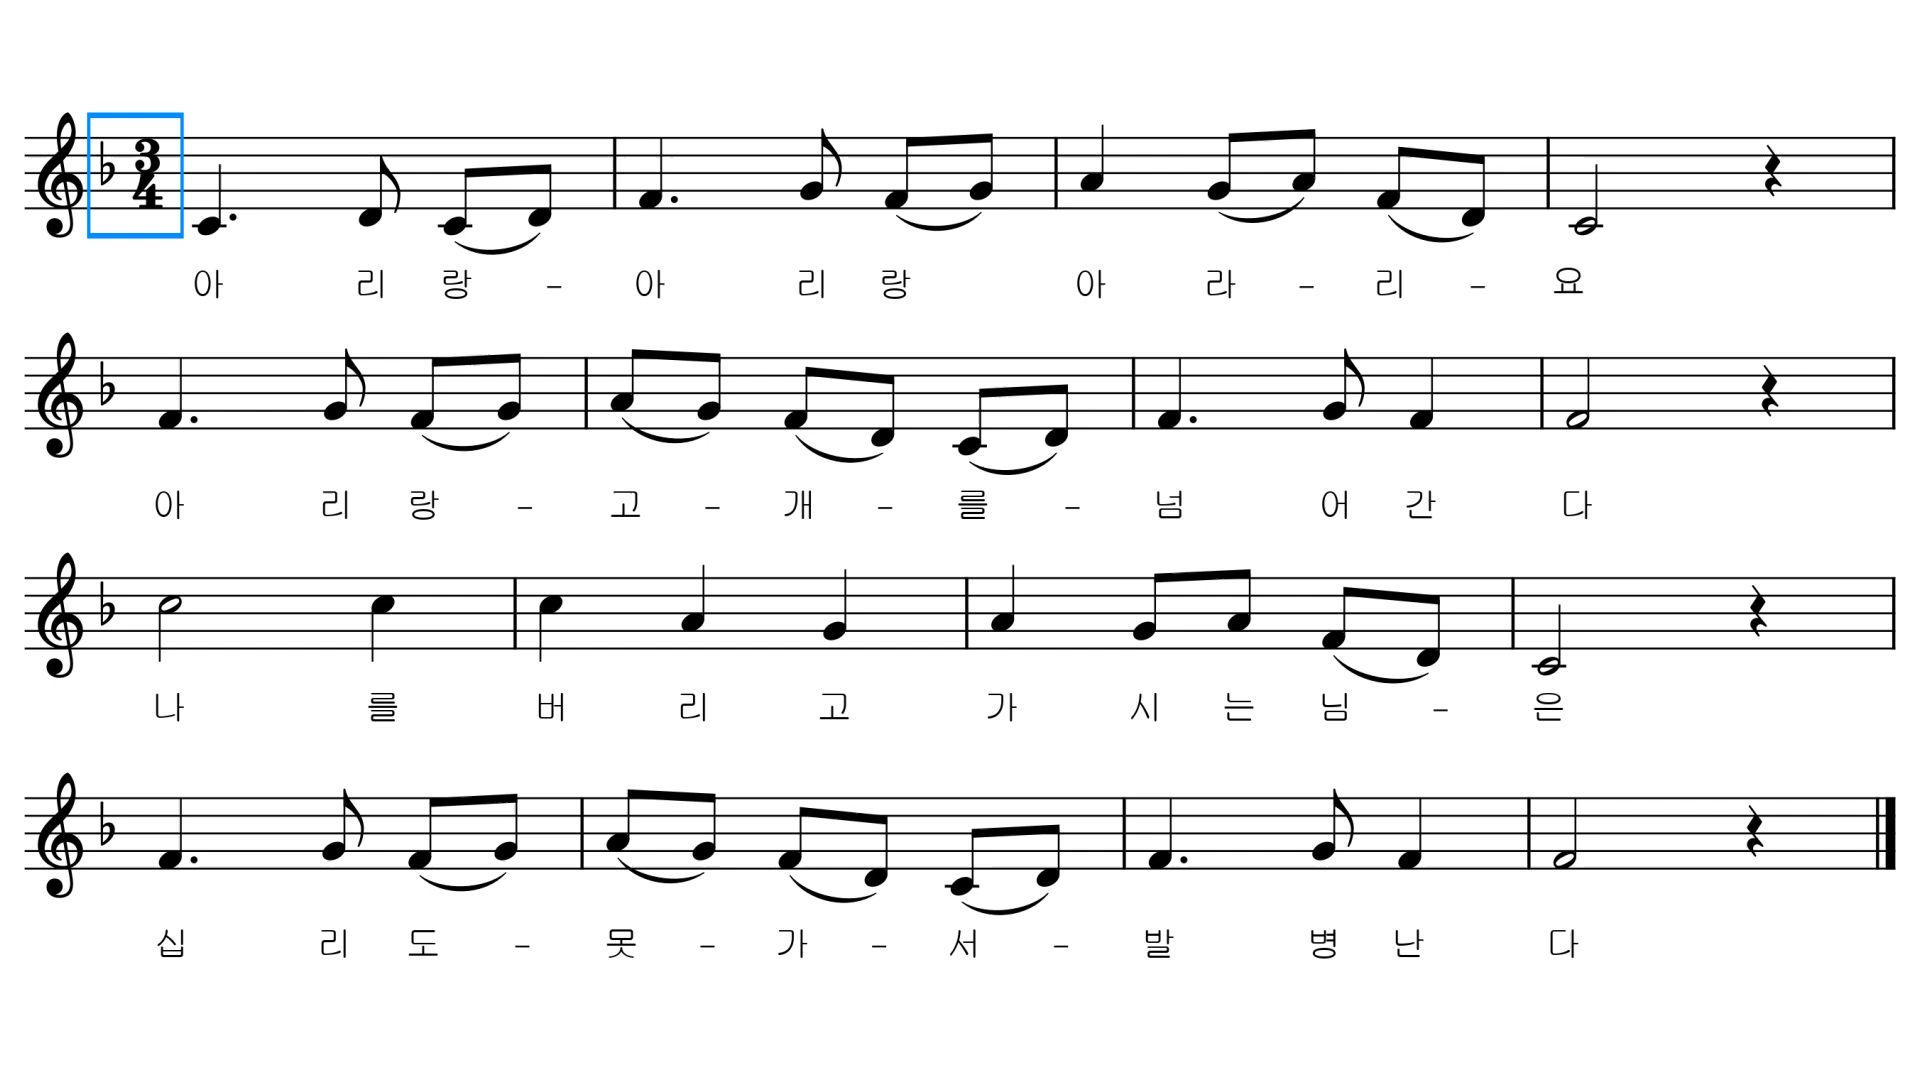 3
4
아 리 랑 - 아 리 랑 아 라 - 리 - 요
아 리 랑 - 고 - 개 - 를 - 넘 어 간 다
나 를 버 리 고 가 시 는 님 - 은
십 리 도 - 못 - 가 - 서 - 발 병 난 다